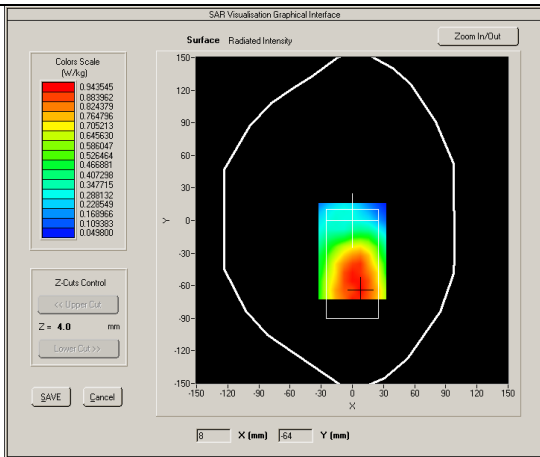 SAR Visualisation Graphical Interface
Surface Radiated Intensity
Zoom In/Out
Colors Scale
(W/kg)
0.943545
0.883962
0.824379
0.764796
0.705213
0.645630
0.586047
0.526464
0.466881
0.407298
0.347715
0.288132
0.228549
0.168966
0.109383
0.049800
Z-Cuts Control
<< Upper Cut
Z = 4.0 mm
Lower Cut >>
SAVE Cancel
150
120
90
60
30
0
-30
-60
-90
-120
-150
Y
-150 -120 -90 -60 -30 0 30 60 90 120 150
X
8 X (mm) -64 Y (mm)